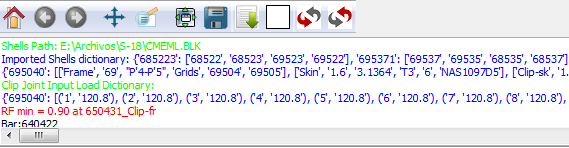 Shells Path: E:\Archivos\S-18\CMEML.BLK
Imported Shells dictionary: {'685223': ['68522', '68523', '69523', '69522'], '695371': ['69537', '69535', '68535', '68537']
{'695040': [['Frame', '69', "P'4-P'5", 'Grids', '69504', '69505'], ['Skin', '1.6', '3.1364', 'T3', '6', 'NAS1097D5'], ['Clip-sk', '1.
Clip Joint Input Load Dictionary:
{'695040': [('1', '120.8'), ('2', '120.8'), ('3', '120.8'), ('4', '120.8'), ('5', '120.8'), ('6', '120.8'), ('7', '120.8'), ('8', '120.8'),
RF min = 0.90 at 650431_Clip-fr
Bar:640422